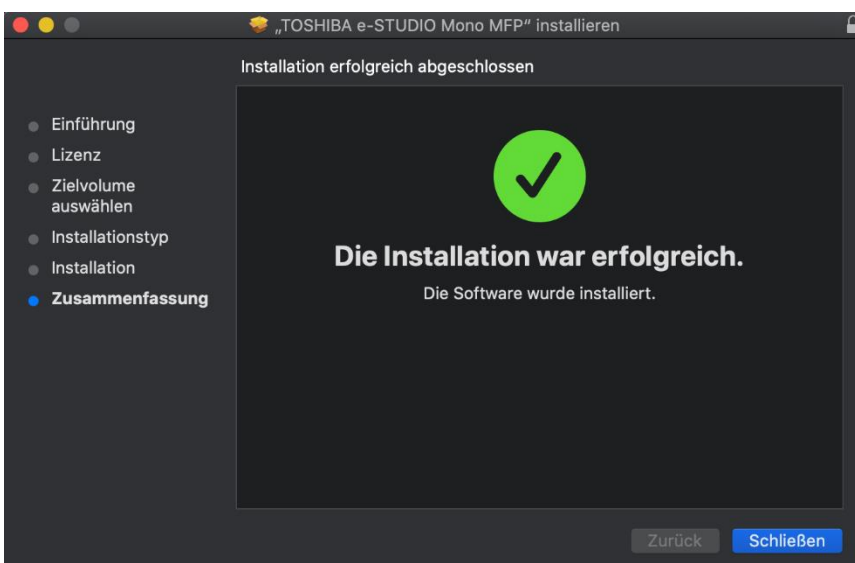 „TOSHIBA e-STUDIO Mono MFP“ installieren
Installation erfolgreich abgeschlossen
Einführung
Lizenz
Zielvolume
auswählen
Installationstyp
Installation
Zusammenfassung
Die Installation war erfolgreich.
Die Software wurde installiert.
Zurück
Schließen